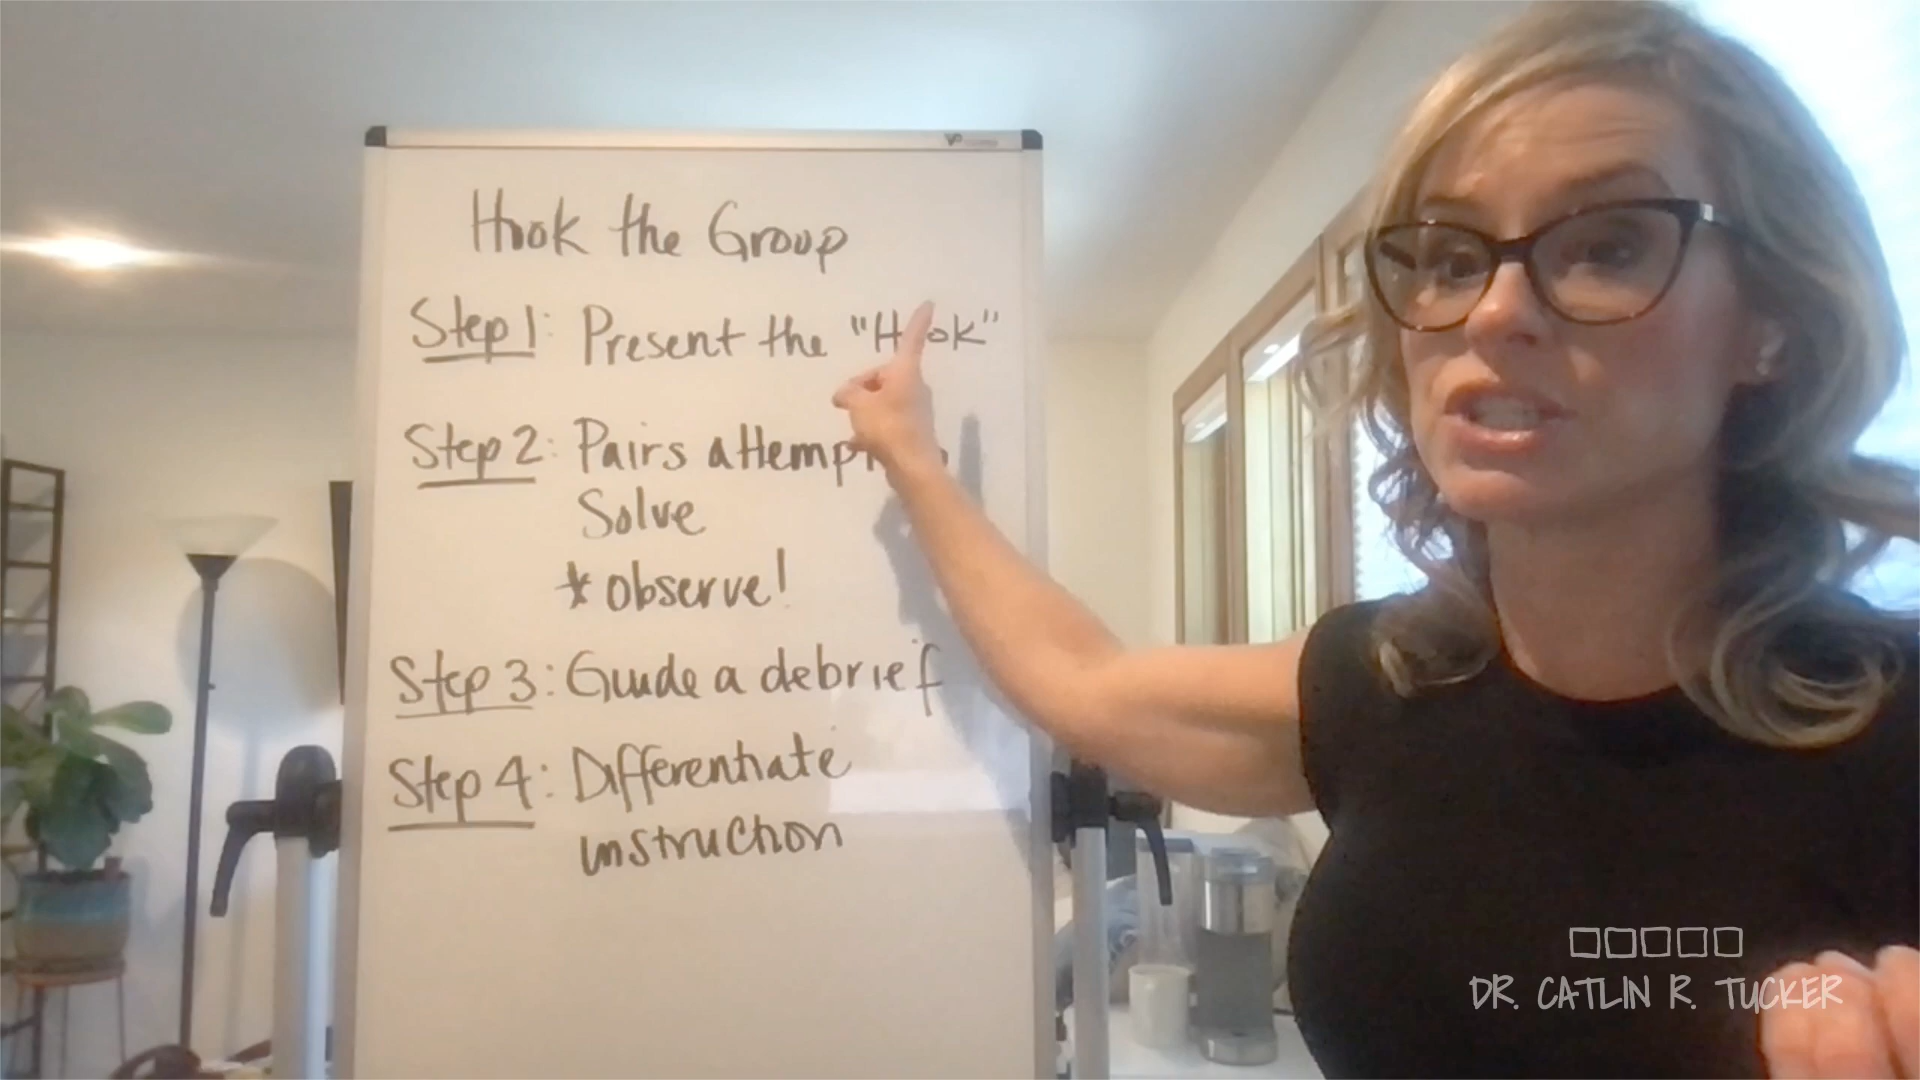 Hook the Group
Step 1: Present the "Hook"
Step 2: Pairs attempt
Solve
* observe!
Step 3: Guide a debrief
Step 4: Differentiate
instruction
DR. CATLIN R. TUCKER